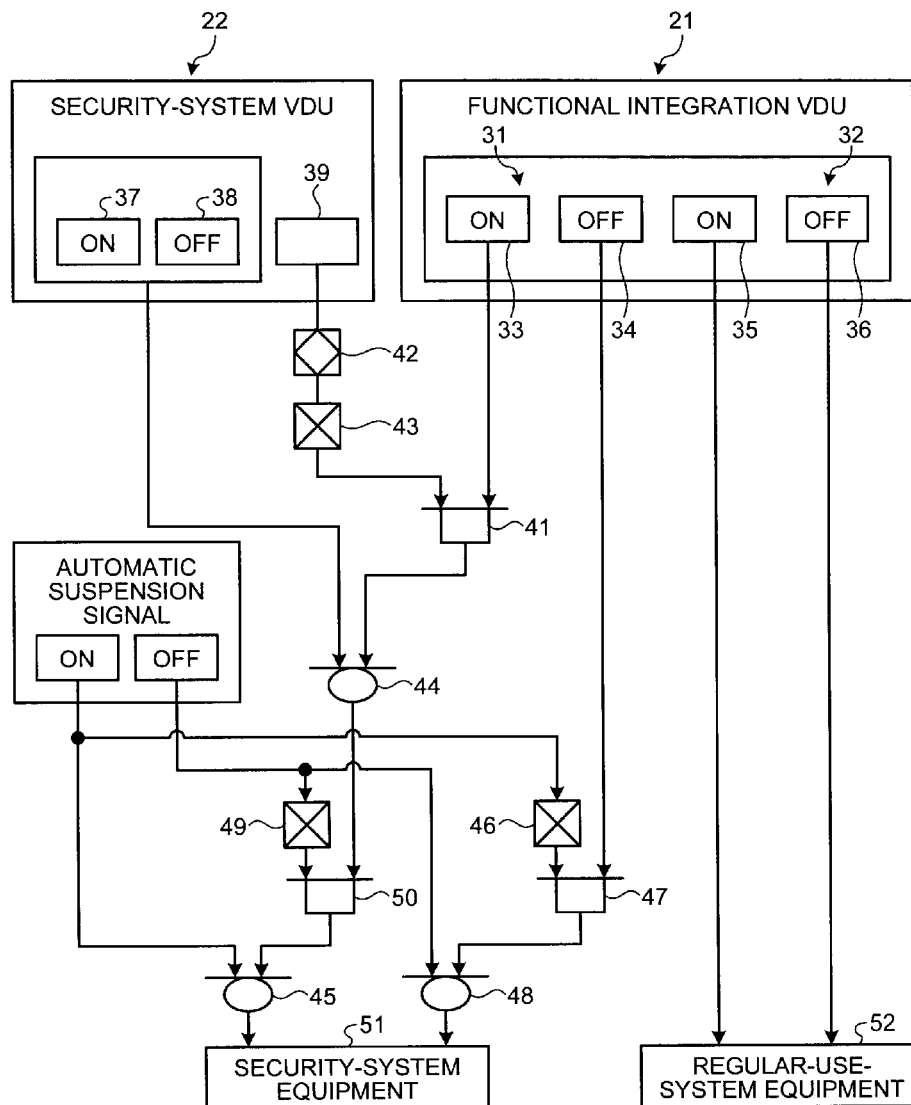 22
21
SECURITY-SYSTEM VDU
FUNCTIONAL INTEGRATION VDU
31
32
37
38
39
ON
OFF
ON
OFF
ON
OFF
33
34
35
36
42
43
41
AUTOMATIC
SUSPENSION
SIGNAL
ON
OFF
44
49
46
50
47
45
48
51
52
SECURITY-SYSTEM
EQUIPMENT
REGULAR-USE-
SYSTEM EQUIPMENT